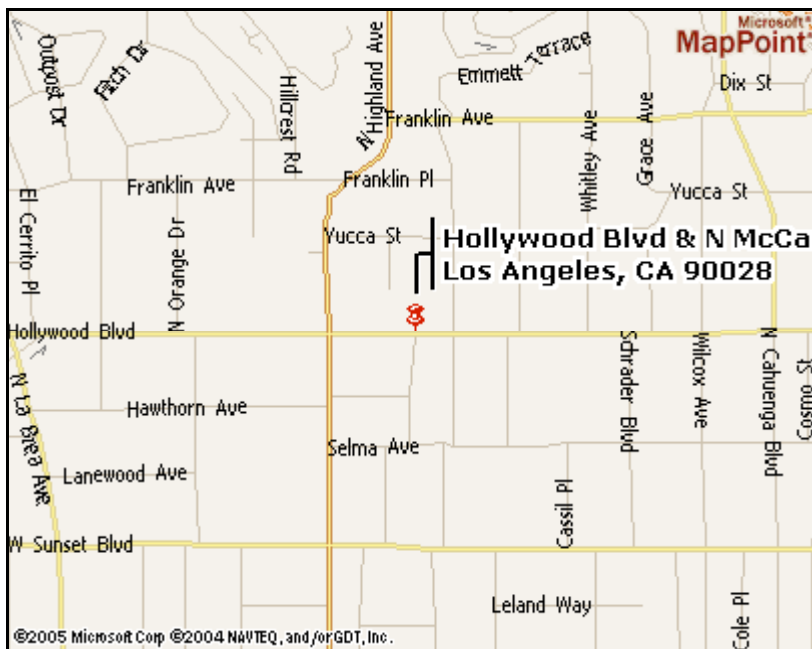 Microsoft
MapPoint
Outpost Dr
Fitch Dr
Hillcrest Rd
N Highland Ave
Emmett Terrace
Dix St
Franklin Ave
Whitley Ave
Grace Ave
Franklin Ave
Franklin Pl
Yucca St
El Cerrito Pl
N Orange Dr
Yucca St
Hollywood Blvd & N McCa
Los Angeles, CA 90028
Hollywood Blvd
Schrader Blvd
Wilcox Ave
N Cahuenga Blvd
Cosmo St
N La Brea Ave
Hawthorn Ave
Selma Ave
Lanewood Ave
Cassil Pl
W Sunset Blvd
Leland Way
Cole Pl
©2005 Microsoft Corp ©2004 NAVTEQ, and/or GDT, Inc.